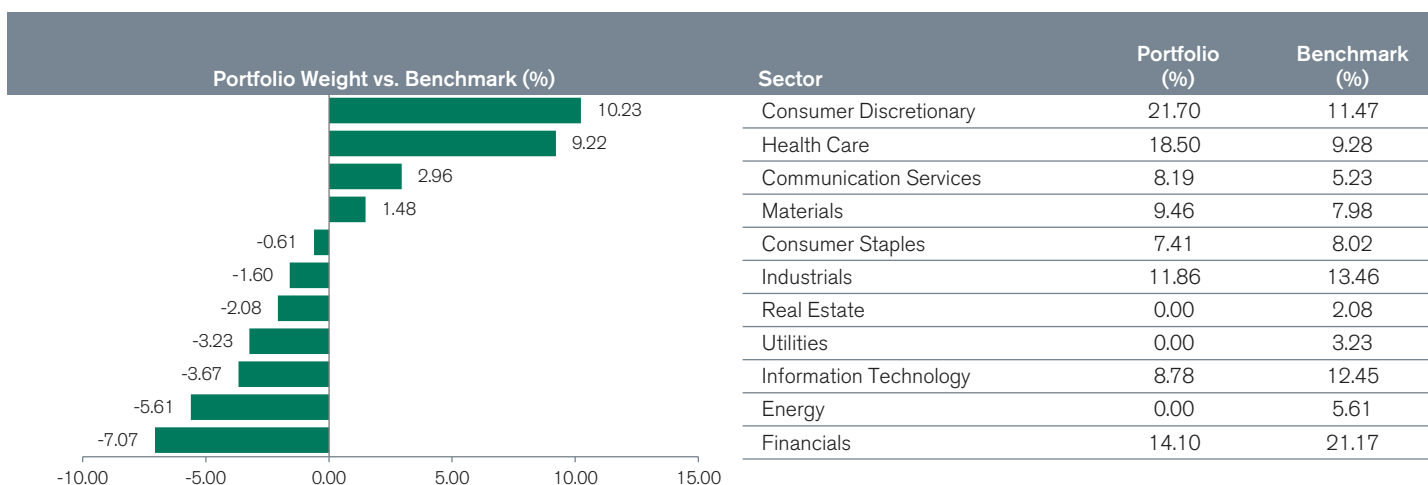 Portfolio Weight vs. Benchmark (%) Sector Portfolio (%) Benchmark (%)
10.23 Consumer Discretionary 21.70 11.47
9.22 Health Care 18.50 9.28
2.96 Communication Services 8.19 5.23
1.48 Materials 9.46 7.98
-0.61 Consumer Staples 7.41 8.02
-1.60 Industrials 11.86 13.46
-2.08 Real Estate 0.00 2.08
-3.23 Utilities 0.00 3.23
-3.67 Information Technology 8.78 12.45
-5.61 Energy 0.00 5.61
-7.07 Financials 14.10 21.17
-10.00 -5.00 0.00 5.00 10.00 15.00